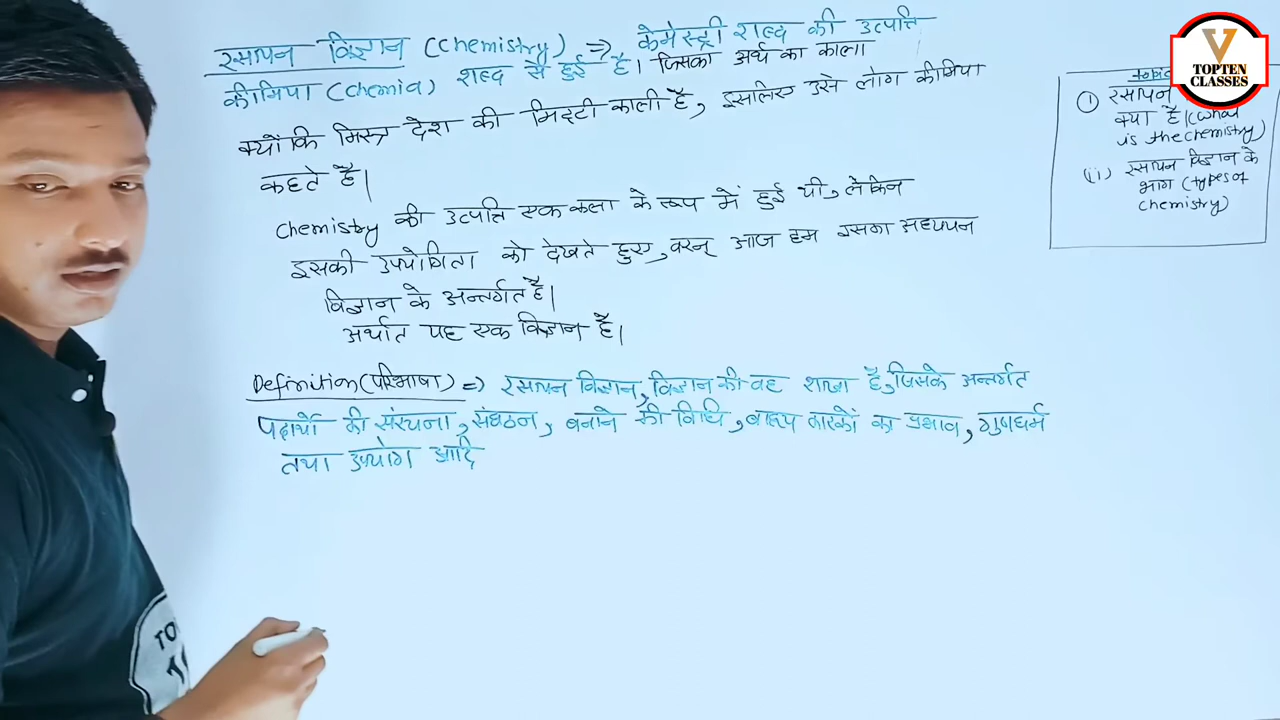 रसायन विज्ञान (Chemistry) => केमेस्ट्री शब्द की उत्पत्ति
कीमिया (chemia) शब्द से हुई है। जिसका अर्थ का काला
क्योंकि मिस्त्र देश की मिट्टी काली है, इसलिए उसे लोग कीमिया
कहते है।
Chemistry की उत्पत्ति एक कला के रूप में हुई थी, लेकिन
इसकी उपयोगिता को देखते हुए, वरन् आज हम इसका अध्ययन
विज्ञान के अन्तर्गत है।
अर्थात यह एक विज्ञान है।
Definition (परिभाषा) => रसायन विज्ञान, विज्ञान की वह शाखा है, जिसके अन्तर्गत
पदार्थो की संरचना, संघठन, बनाने की विधि, वाह्य कारकों का प्रभाव, गुणधर्म
तथा उपयोग आदि
① रसायन
क्या है। (What
is the chemistry)
(ii) रसायन विज्ञान के
भाग (types of
chemistry)
V
TOPTEN
CLASSES